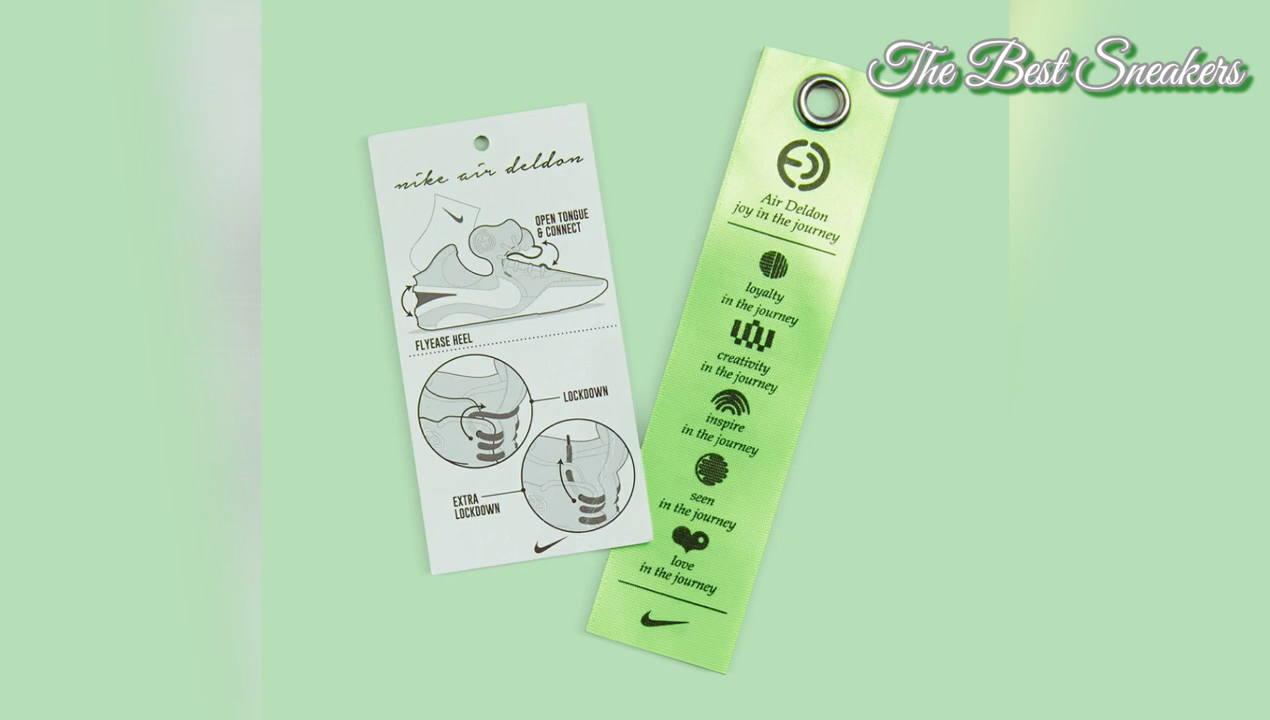 The Best Sneakers
nike air deldon
OPEN TONGUE
& CONNECT
FLYEASE HEEL
LOCKDOWN
EXTRA
LOCKDOWN
Air Deldon
joy in the journey
loyalty
in the journey
creativity
in the journey
inspire
in the journey
seen
in the journey
love
in the journey